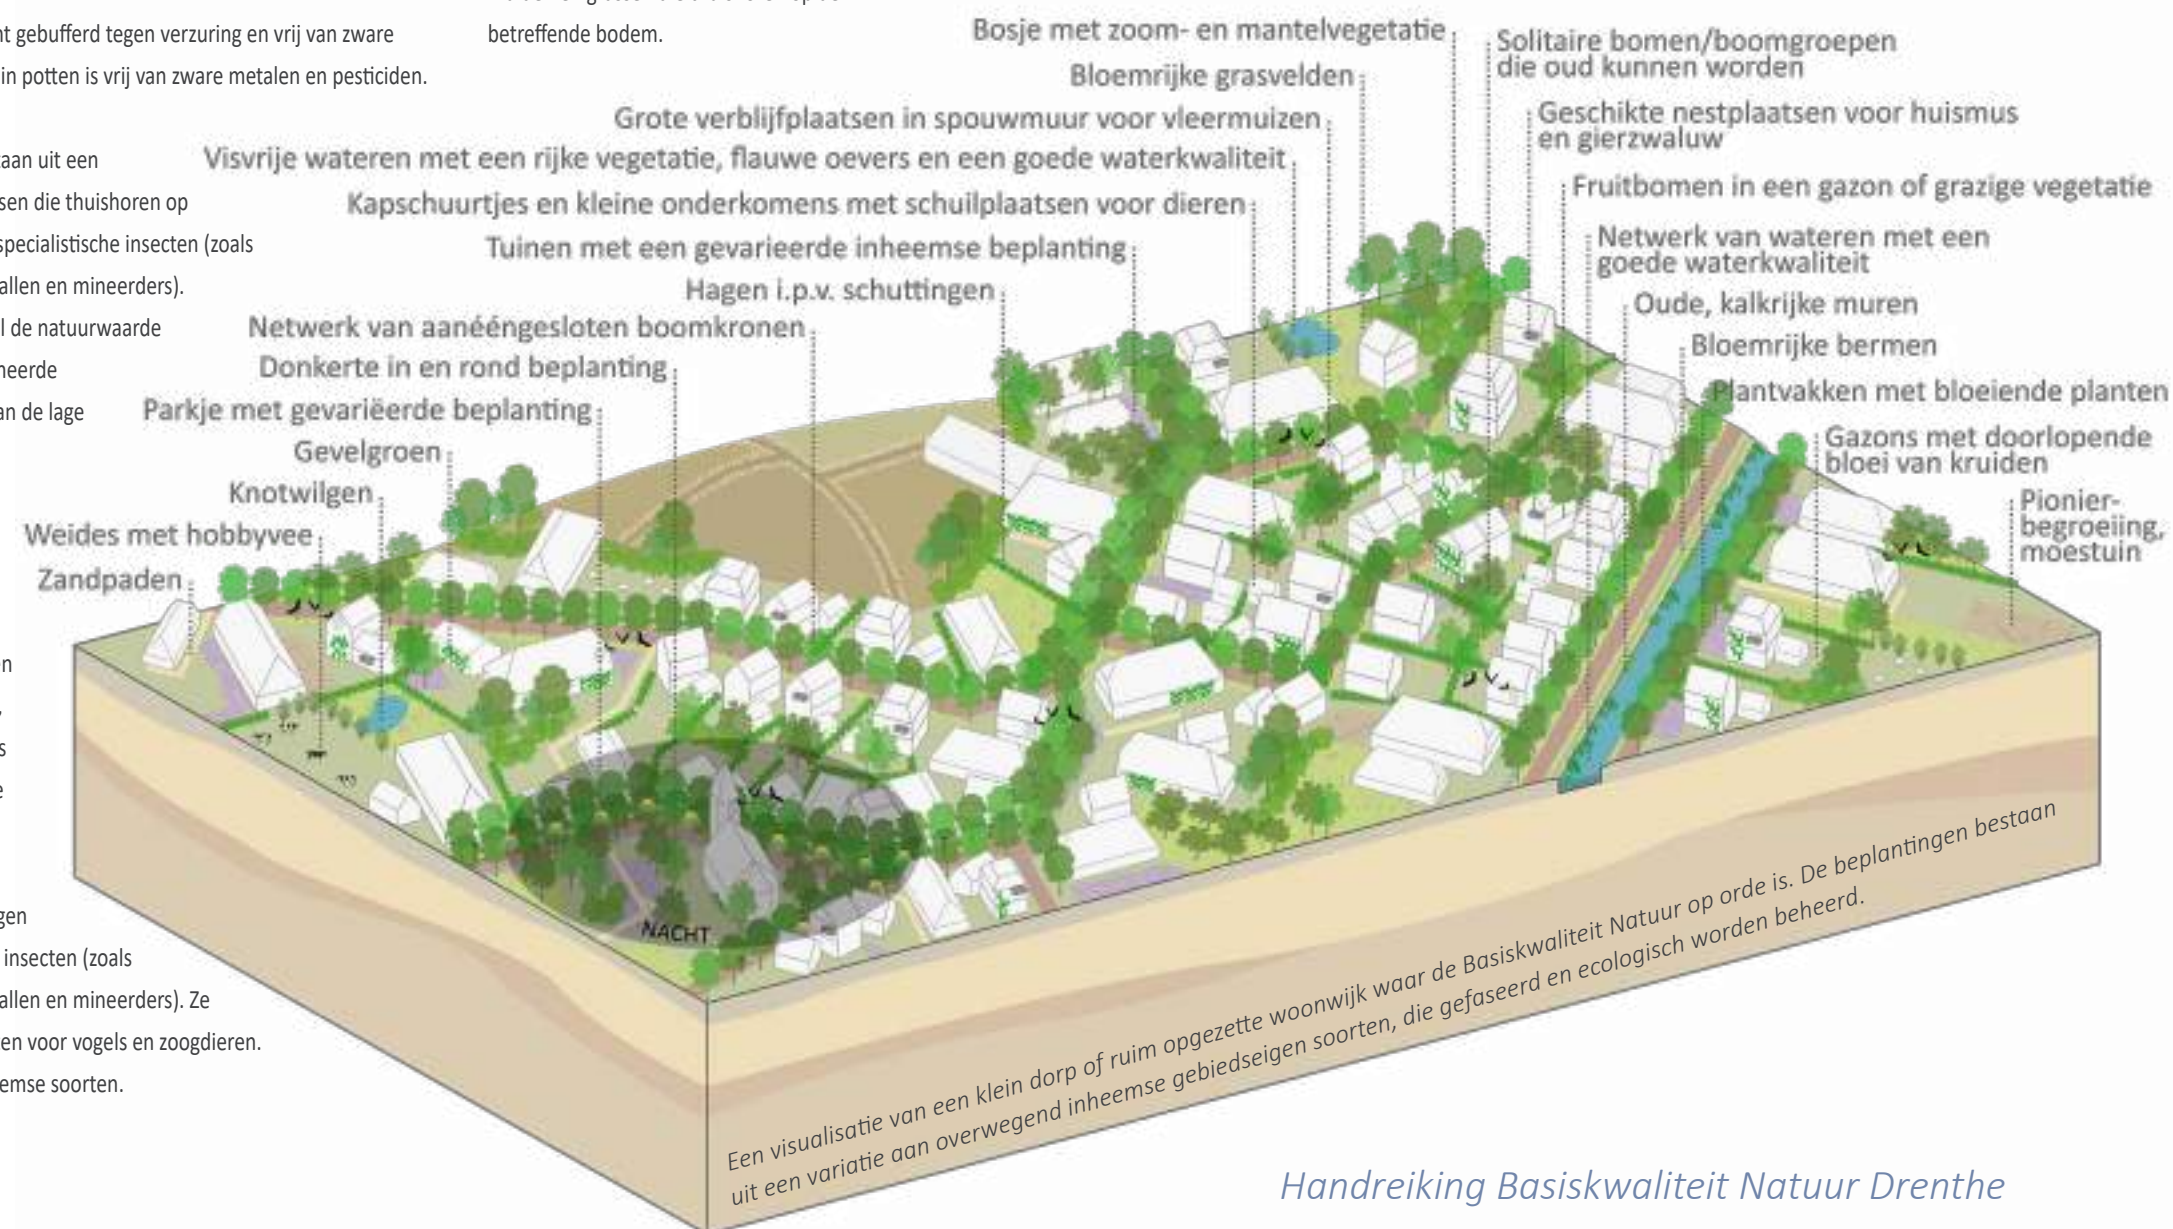 nt gebufferd tegen verzuring en vrij van zware
in potten is vrij van zware metalen en pesticiden.
aan uit een
sen die thuishoren op
specialistische insecten (zoals
allen en mineerders).
l de natuurwaarde
neerde
an de lage
en
s
e
gen
insecten (zoals
allen en mineerders). Ze
en voor vogels en zoogdieren.
emse soorten.
betreffende bodem.
Bosje met zoom- en mantelvegetatie
Bloemrijke grasvelden
Grote verblijfplaatsen in spouwmuur voor vleermuizen
Visvrije wateren met een rijke vegetatie, flauwe oevers en een goede waterkwaliteit
Kapschuurtjes en kleine onderkomens met schuilplaatsen voor dieren
Tuinen met een gevarieerde inheemse beplanting
Hagen i.p.v. schuttingen
Netwerk van aanééngesloten boomkronen
Donkerte in en rond beplanting
Parkje met gevariëerde beplanting
Gevelgroen
Knotwilgen
Weides met hobbyvee
Zandpaden
Solitaire bomen/boomgroepen
die oud kunnen worden
Geschikte nestplaatsen voor huismus
en gierzwaluw
Fruitbomen in een gazon of grazige vegetatie
Netwerk van wateren met een
goede waterkwaliteit
Oude, kalkrijke muren
Bloemrijke bermen
Plantvakken met bloeiende planten
Gazons met doorlopende
bloei van kruiden
Pionier-
begroeiing,
moestuin
NACHT
Een visualisatie van een klein dorp of ruim opgezette woonwijk waar de Basiskwaliteit Natuur op orde is. De beplantingen bestaan
uit een variatie aan overwegend inheemse gebiedseigen soorten, die gefaseerd en ecologisch worden beheerd.
Handreiking Basiskwaliteit Natuur Drenthe